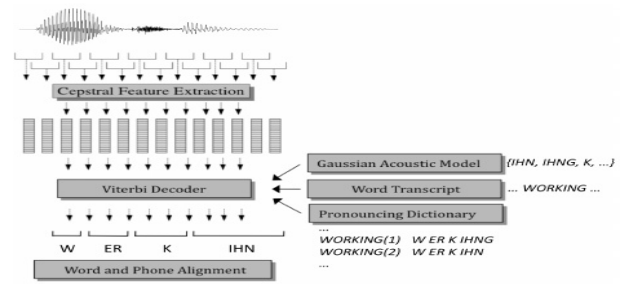 Cepstral Feature Extraction
Gaussian Acoustic Model {IHN, IHNG, K, ...}
Viterbi Decoder
Word Transcript ... WORKING ...
Pronouncing Dictionary
...
WORKING(1) W ER K IHNG
WORKING(2) W ER K IHN
...
W ER K IHN
Word and Phone Alignment